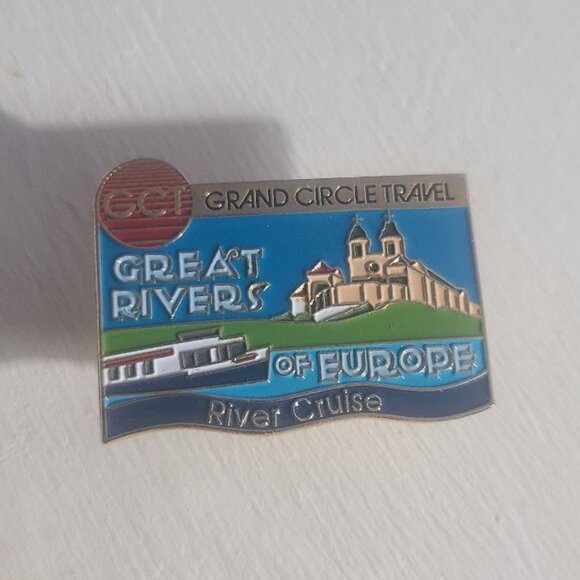 GCT GRAND CIRCLE TRAVEL
GREAT
RIVERS
OF EUROPE
River Cruise